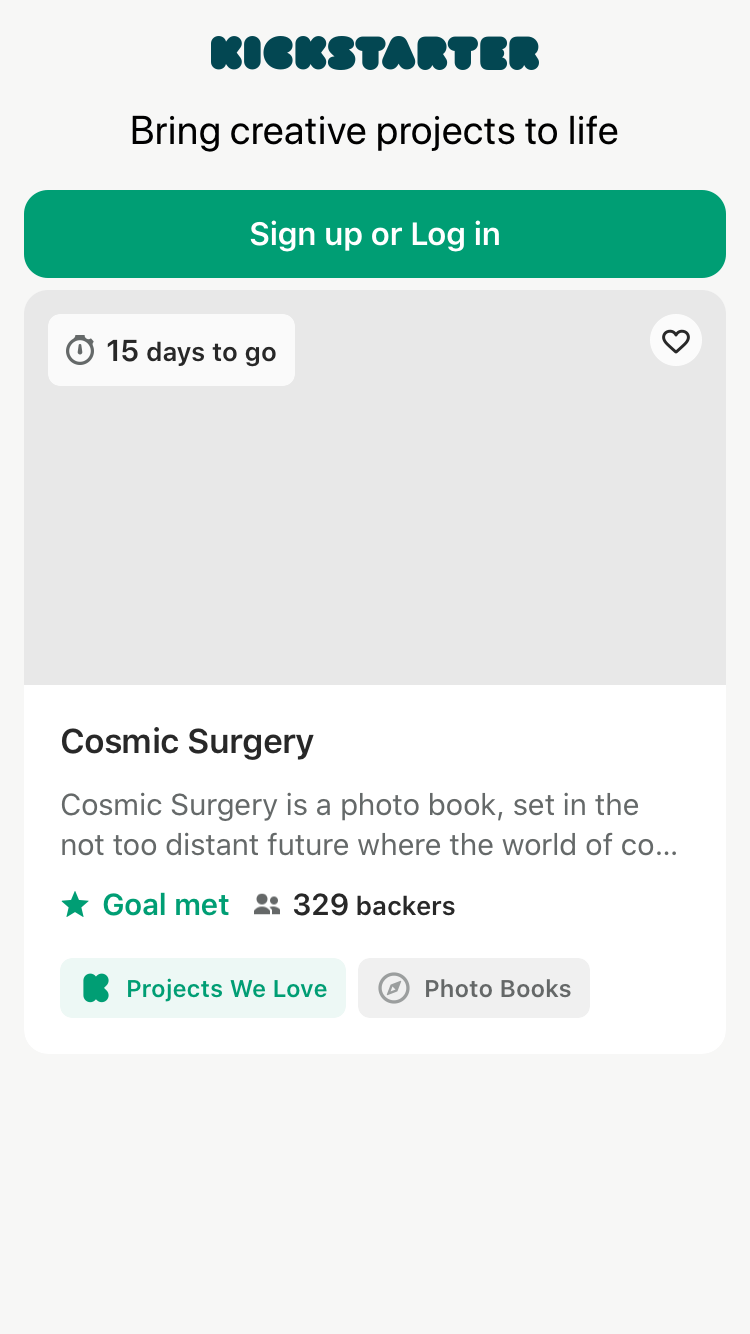 KICKSTARTER
Bring creative projects to life
Sign up or Log in
15 days to go
Cosmic Surgery
Cosmic Surgery is a photo book, set in the
not too distant future where the world of co...
Goal met 329 backers
Projects We Love Photo Books